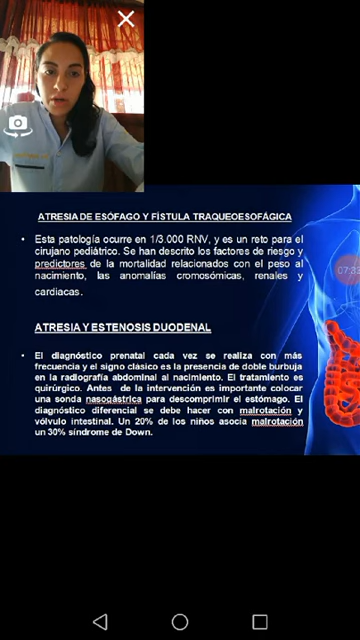 ATRESIA DE ESÓFAGO Y FÍSTULA TRAQUEOESOFÁGICA
• Esta patología ocurre en 1/3.000 RNV, y es un reto para el
cirujano pediátrico. Se han descrito los factores de riesgo y
predictores de la mortalidad relacionados con el peso al
nacimiento, las anomalías cromosómicas, renales y
cardiacas.
07:33
ATRESIA Y ESTENOSIS DUODENAL
• El diagnóstico prenatal cada vez se realiza con más
frecuencia y el signo clásico es la presencia de doble burbuja
en la radiografía abdominal al nacimiento. El tratamiento es
quirúrgico. Antes de la intervención es importante colocar
una sonda nasogástrica para descomprimir el estómago. El
diagnóstico diferencial se debe hacer con malrotación y
vólvulo intestinal. Un 20% de los niños asocia malrotación
un 30% síndrome de Down.